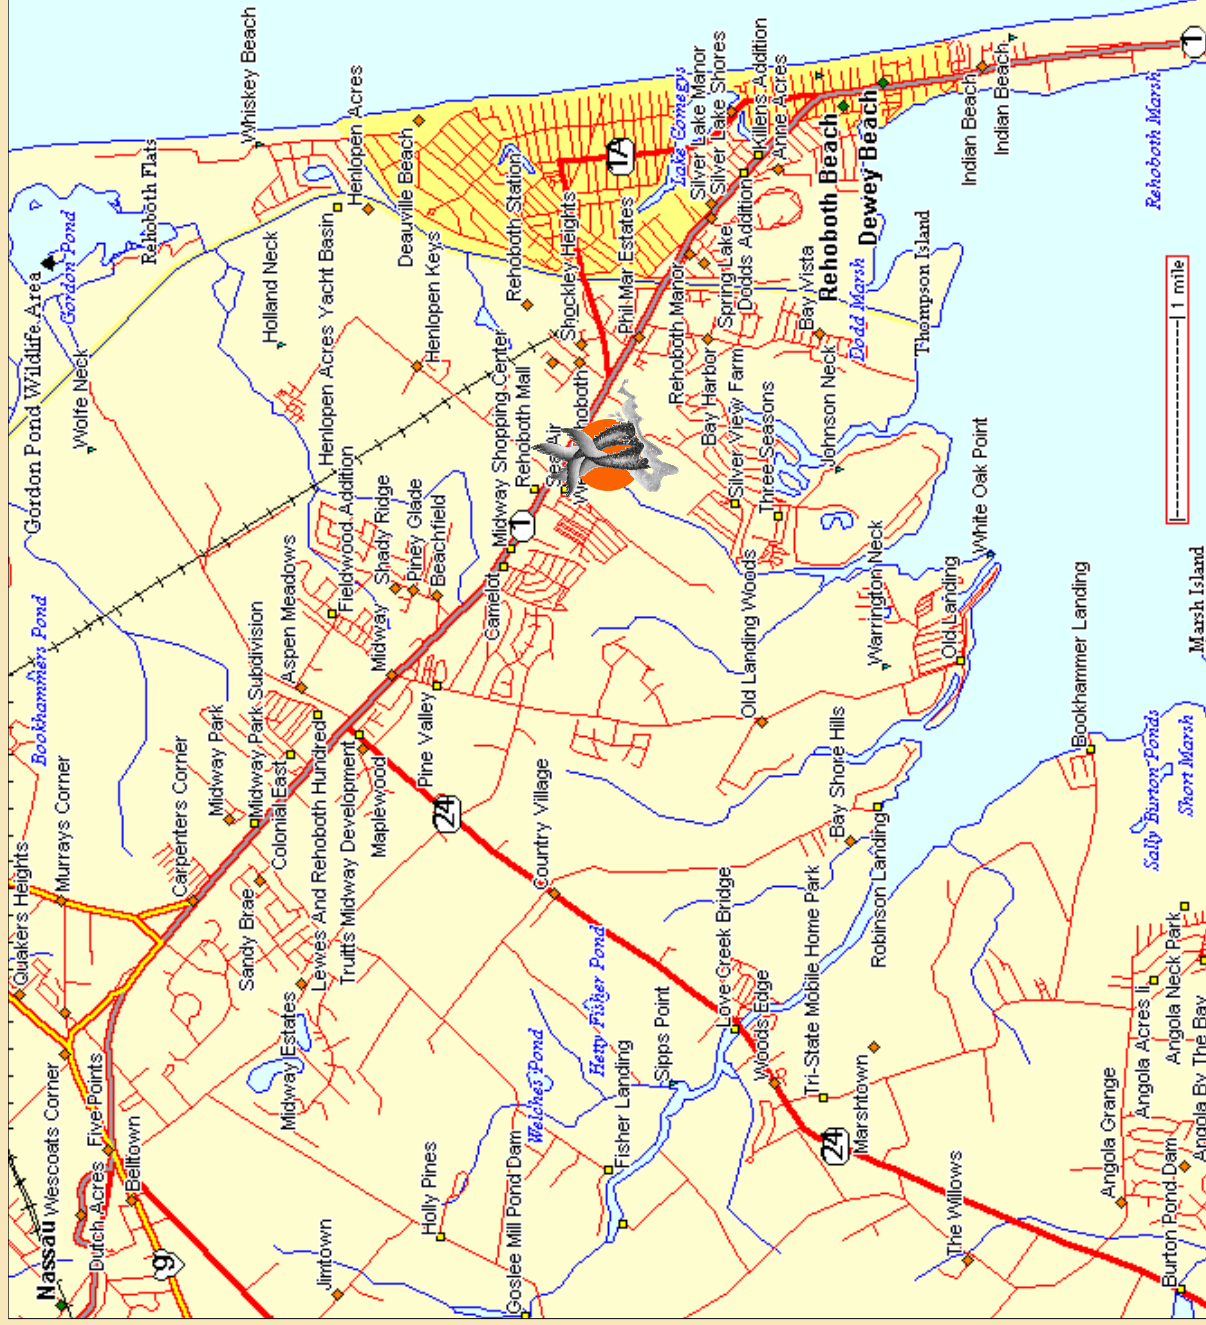 Nassau
Wescoats Corner
Quakers Heights
Murrays Corner
Bookhammers Pond
Gordon Pond Wildlife Area
Gordon Pond
Wolfe Neck
Dutch Acres
Five Points
Belltown
9
Rehoboth Flats
Carpenters Corner
Midway Park
Sandy Brae
Midway Park Subdivision
Whiskey Beach
Holland Neck
Colonial East
Midway Estates
Aspen Meadows
Lewes And Rehoboth Hundred
Jimtown
Truitts Midway Development
Fieldwood Addition
Henlopen Acres Yacht Basin
Henlopen Acres
Maplewood
Midway
Shady Ridge
Piney Glade
Deauville Beach
Holly Pines
Pine Valley
Beachfield
Henlopen Keys
24
Camelot
Midway Shopping Center
Goslee Mill Pond Dam
Welches Pond
1
Rehoboth Mall
Rehoboth Station
Country Village
Sea Air
Shockley Heights
Hetty Fisher Pond
Fisher Landing
1A
Phil-Mar Estates
Sipps Point
Rehoboth Manor
Lake Comegys
Silver Lake Manor
Bay Harbor
Silver Lake Shores
Love Creek Bridge
Spring Lake
Silver View Farm
Dodds Addition
Old Landing Woods
Woods Edge
Killens Addition
Three Seasons
Anne Acres
Tri-State Mobile Home Park
Bay Vista
Johnson Neck
Rehoboth Beach
24
Marshtown
Bay Shore Hills
Dodd Marsh
Dewey Beach
Robinson Landing
Warrington Neck
Thompson Island
The Willows
Old Landing
White Oak Point
Indian Beach
Indian Beach
Bookhammer Landing
Angola Grange
Angola Acres Ii
Sally Burton Ponds
Rehoboth Marsh
Burton Pond Dam
Angola Neck Park
Short Marsh
1 mile
Angola By The Bay
Marsh Island
1